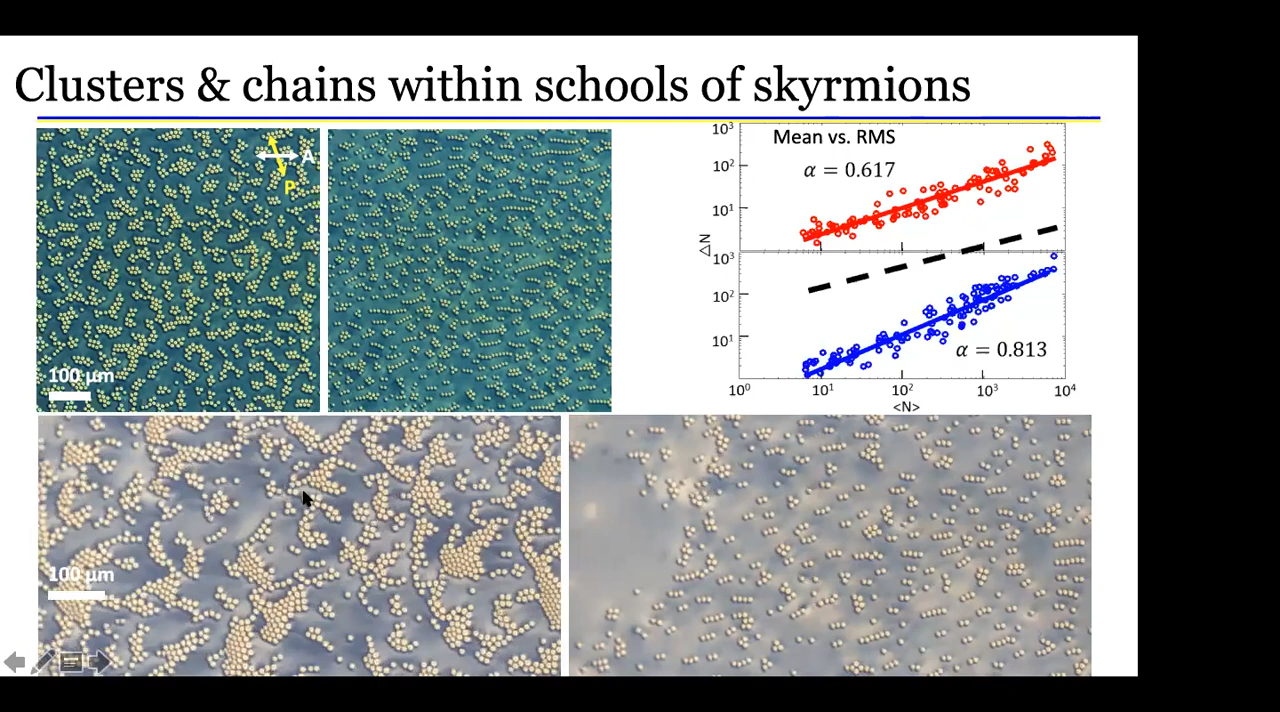 Clusters & chains within schools of skyrmions
A
P
100 μm
100 μm
Mean vs. RMS
α = 0.617
10³
10²
10¹
ΔN
10³
10²
10¹
α = 0.813
10⁰ 10¹ 10² 10³ 10⁴
<N>